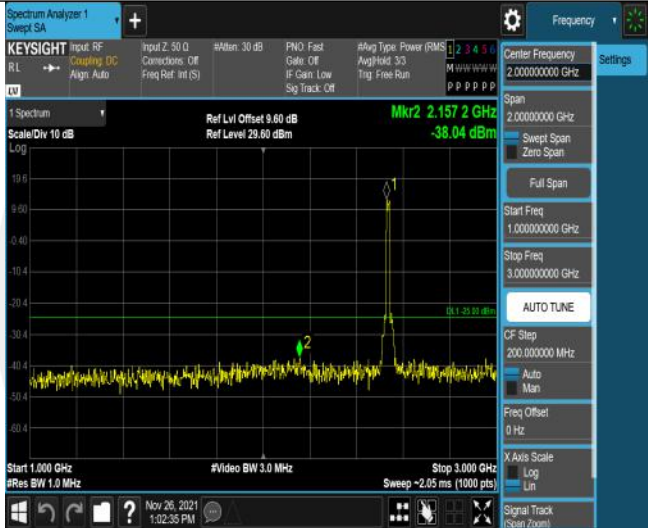 Spectrum Analyzer 1
Swept SA
Frequency
KEYSIGHT
RL
LV
Input: RF
Coupling: DC
Align: Auto
Input Z: 50 Ω
Corrections: Off
Freq Ref: Int (S)
#Atten: 30 dB
PNO: Fast
Gate: Off
IF Gain: Low
Sig Track: Off
#Avg Type: Power (RMS
Avg|Hold: 3/3
Trig: Free Run
1 2 3 4 5 6
M W W W W W
P P P P P P
1 Spectrum
Scale/Div 10 dB
Log
Ref Lvl Offset 9.60 dB
Ref Level 29.60 dBm
Mkr2 2.157 2 GHz
-38.04 dBm
19.6
9.60
-0.40
-10.4
-20.4
-30.4
-40.4
-50.4
-60.4
1
2
DL1 -25.00 dBm
Start 1.000 GHz
#Res BW 1.0 MHz
#Video BW 3.0 MHz
Stop 3.000 GHz
Sweep ~2.05 ms (1000 pts)
Nov 26, 2021
1:02:35 PM
Center Frequency
2.000000000 GHz
Settings
Span
2.00000000 GHz
Swept Span
Zero Span
Full Span
Start Freq
1.000000000 GHz
Stop Freq
3.000000000 GHz
AUTO TUNE
CF Step
200.000000 MHz
Auto
Man
Freq Offset
0 Hz
X Axis Scale
Log
Lin
Signal Track
(Span Zoom)